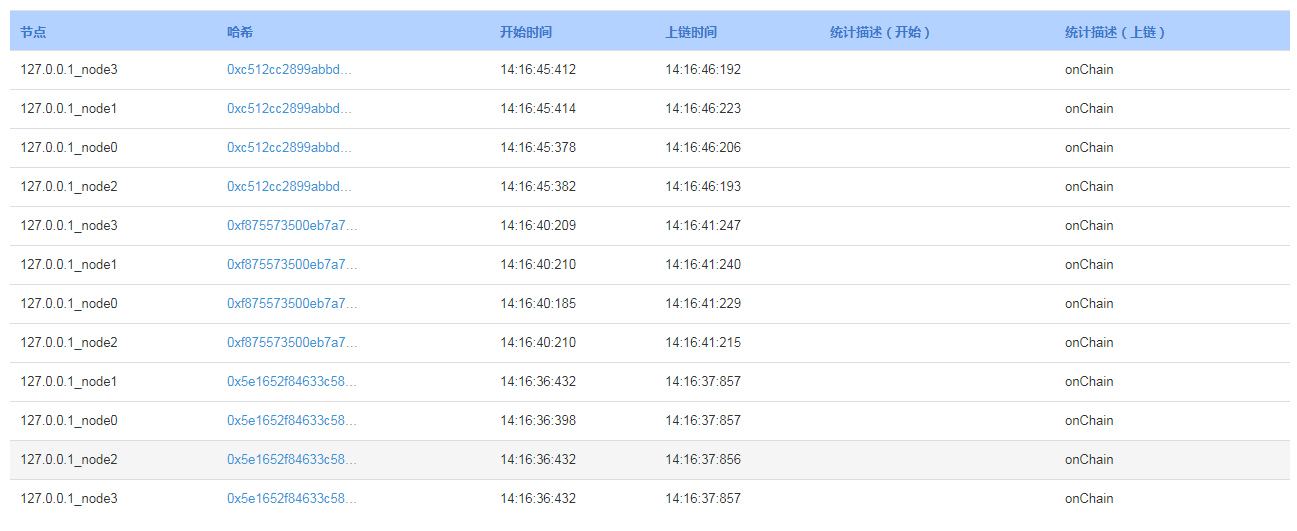 节点 哈希 开始时间 上链时间 统计描述（开始） 统计描述（上链）
127.0.0.1_node3 0xc512cc2899abbd... 14:16:45:412 14:16:46:192 onChain
127.0.0.1_node1 0xc512cc2899abbd... 14:16:45:414 14:16:46:223 onChain
127.0.0.1_node0 0xc512cc2899abbd... 14:16:45:378 14:16:46:206 onChain
127.0.0.1_node2 0xc512cc2899abbd... 14:16:45:382 14:16:46:193 onChain
127.0.0.1_node3 0xf875573500eb7a7... 14:16:40:209 14:16:41:247 onChain
127.0.0.1_node1 0xf875573500eb7a7... 14:16:40:210 14:16:41:240 onChain
127.0.0.1_node0 0xf875573500eb7a7... 14:16:40:185 14:16:41:229 onChain
127.0.0.1_node2 0xf875573500eb7a7... 14:16:40:210 14:16:41:215 onChain
127.0.0.1_node1 0x5e1652f84633c58... 14:16:36:432 14:16:37:857 onChain
127.0.0.1_node0 0x5e1652f84633c58... 14:16:36:398 14:16:37:857 onChain
127.0.0.1_node2 0x5e1652f84633c58... 14:16:36:432 14:16:37:856 onChain
127.0.0.1_node3 0x5e1652f84633c58... 14:16:36:432 14:16:37:857 onChain